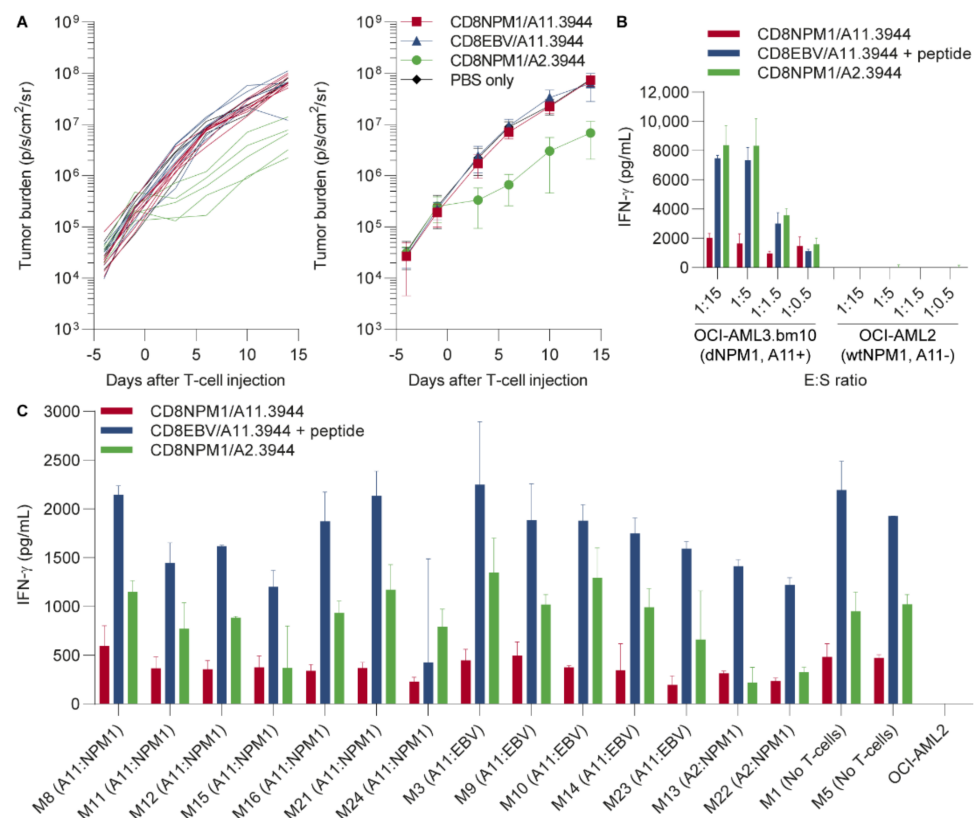 A
Tumor burden (p/s/cm²/sr)
10⁹
10⁸
10⁷
10⁶
10⁵
10⁴
10³
-5 0 5 10 15
Days after T-cell injection
Tumor burden (p/s/cm²/sr)
10⁹
10⁸
10⁷
10⁶
10⁵
10⁴
10³
CD8NPM1/A11.3944
CD8EBV/A11.3944
CD8NPM1/A2.3944
PBS only
-5 0 5 10 15
Days after T-cell injection
B
CD8NPM1/A11.3944
CD8EBV/A11.3944 + peptide
CD8NPM1/A2.3944
IFN-γ (pg/mL)
12,000
10,000
8000
6000
4000
2000
0
1:15 1:5 1:1.5 1:0.5 1:15 1:5 1:1.5 1:0.5
OCI-AML3.bm10 OCI-AML2
(dNPM1, A11+) (wtNPM1, A11-)
E:S ratio
C
CD8NPM1/A11.3944
CD8EBV/A11.3944 + peptide
CD8NPM1/A2.3944
IFN-γ (pg/mL)
3000
2500
2000
1500
1000
500
0
M8 (A11:NPM1)
M11 (A11:NPM1)
M12 (A11:NPM1)
M15 (A11:NPM1)
M16 (A11:NPM1)
M21 (A11:NPM1)
M24 (A11:NPM1)
M3 (A11:EBV)
M9 (A11:EBV)
M10 (A11:EBV)
M14 (A11:EBV)
M23 (A11:EBV)
M13 (A2:NPM1)
M22 (A2:NPM1)
M1 (No T-cells)
M5 (No T-cells)
OCI-AML2